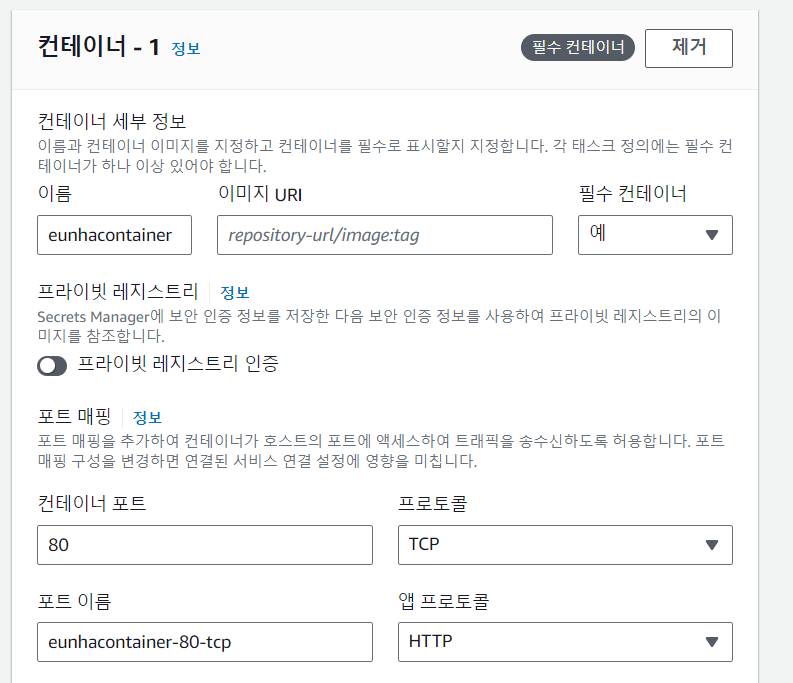 컨테이너 - 1 정보 필수 컨테이너 제거
컨테이너 세부 정보
이름과 컨테이너 이미지를 지정하고 컨테이너를 필수로 표시할지 지정합니다. 각 태스크 정의에는 필수 컨
테이너가 하나 이상 있어야 합니다.
이름 이미지 URI 필수 컨테이너
eunhacontainer repository-url/image:tag 예
프라이빗 레지스트리 정보
Secrets Manager에 보안 인증 정보를 저장한 다음 보안 인증 정보를 사용하여 프라이빗 레지스트리의 이
미지를 참조합니다.
프라이빗 레지스트리 인증
포트 매핑 정보
포트 매핑을 추가하여 컨테이너가 호스트의 포트에 액세스하여 트래픽을 송수신하도록 허용합니다. 포트
매핑 구성을 변경하면 연결된 서비스 연결 설정에 영향을 미칩니다.
컨테이너 포트 프로토콜
80 TCP
포트 이름 앱 프로토콜
eunhacontainer-80-tcp HTTP